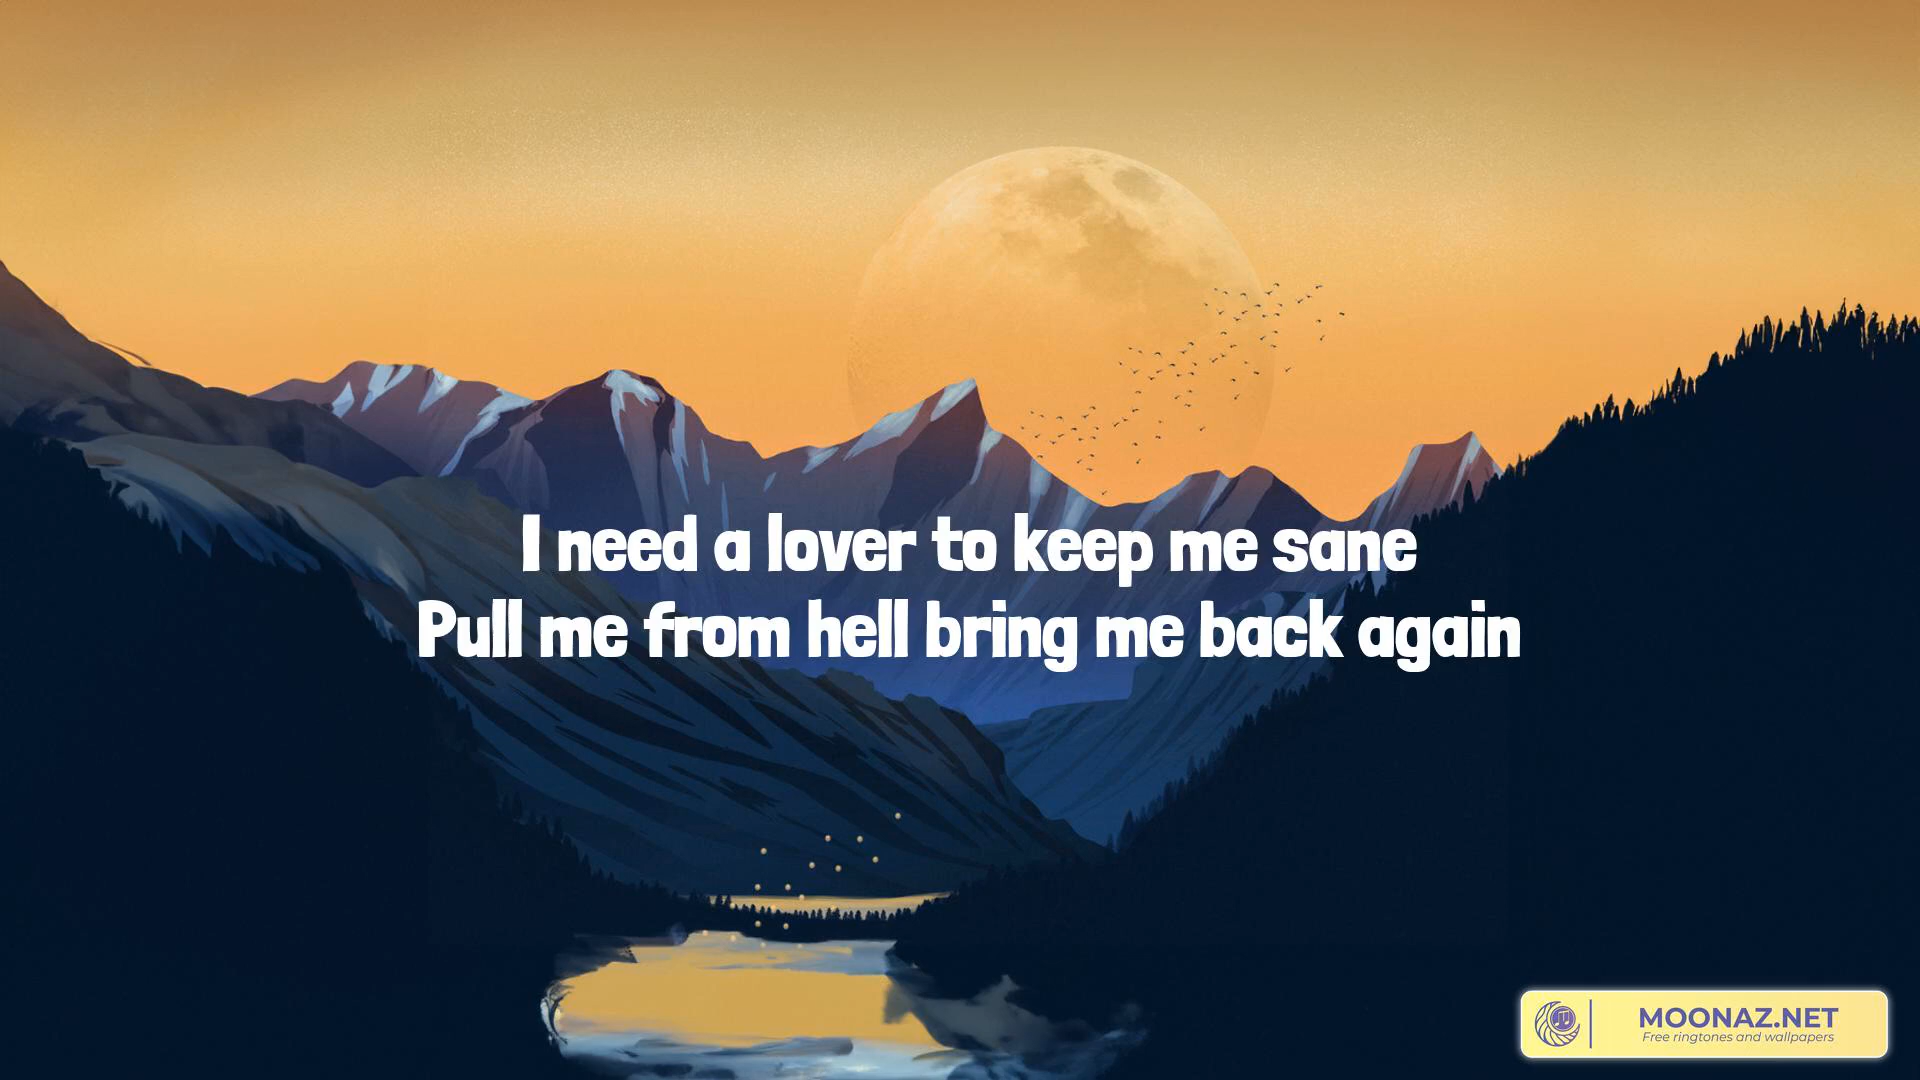 I need a lover to keep me sane
Pull me from hell bring me back again
MOONAZ.NET
Free ringtones and wallpapers